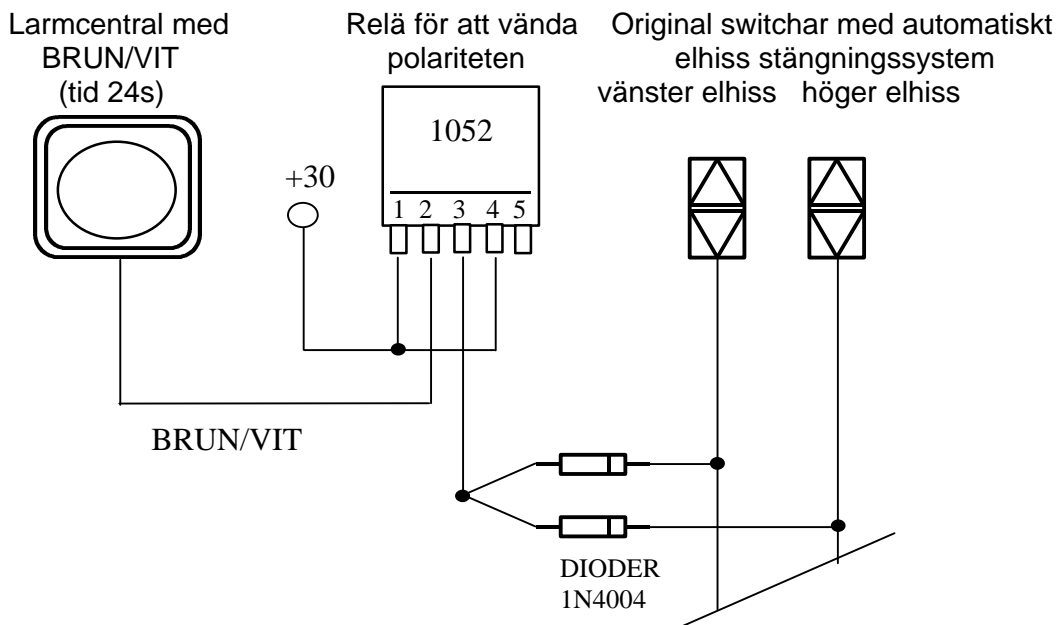 Larmcentral med
BRUN/VIT
(tid 24s)
Relä för att vända
polariteten
Original switchar med automatiskt
elhiss stängningssystem
vänster elhiss höger elhiss
1052
+30
1 2 3 4 5
BRUN/VIT
DIODER
1N4004